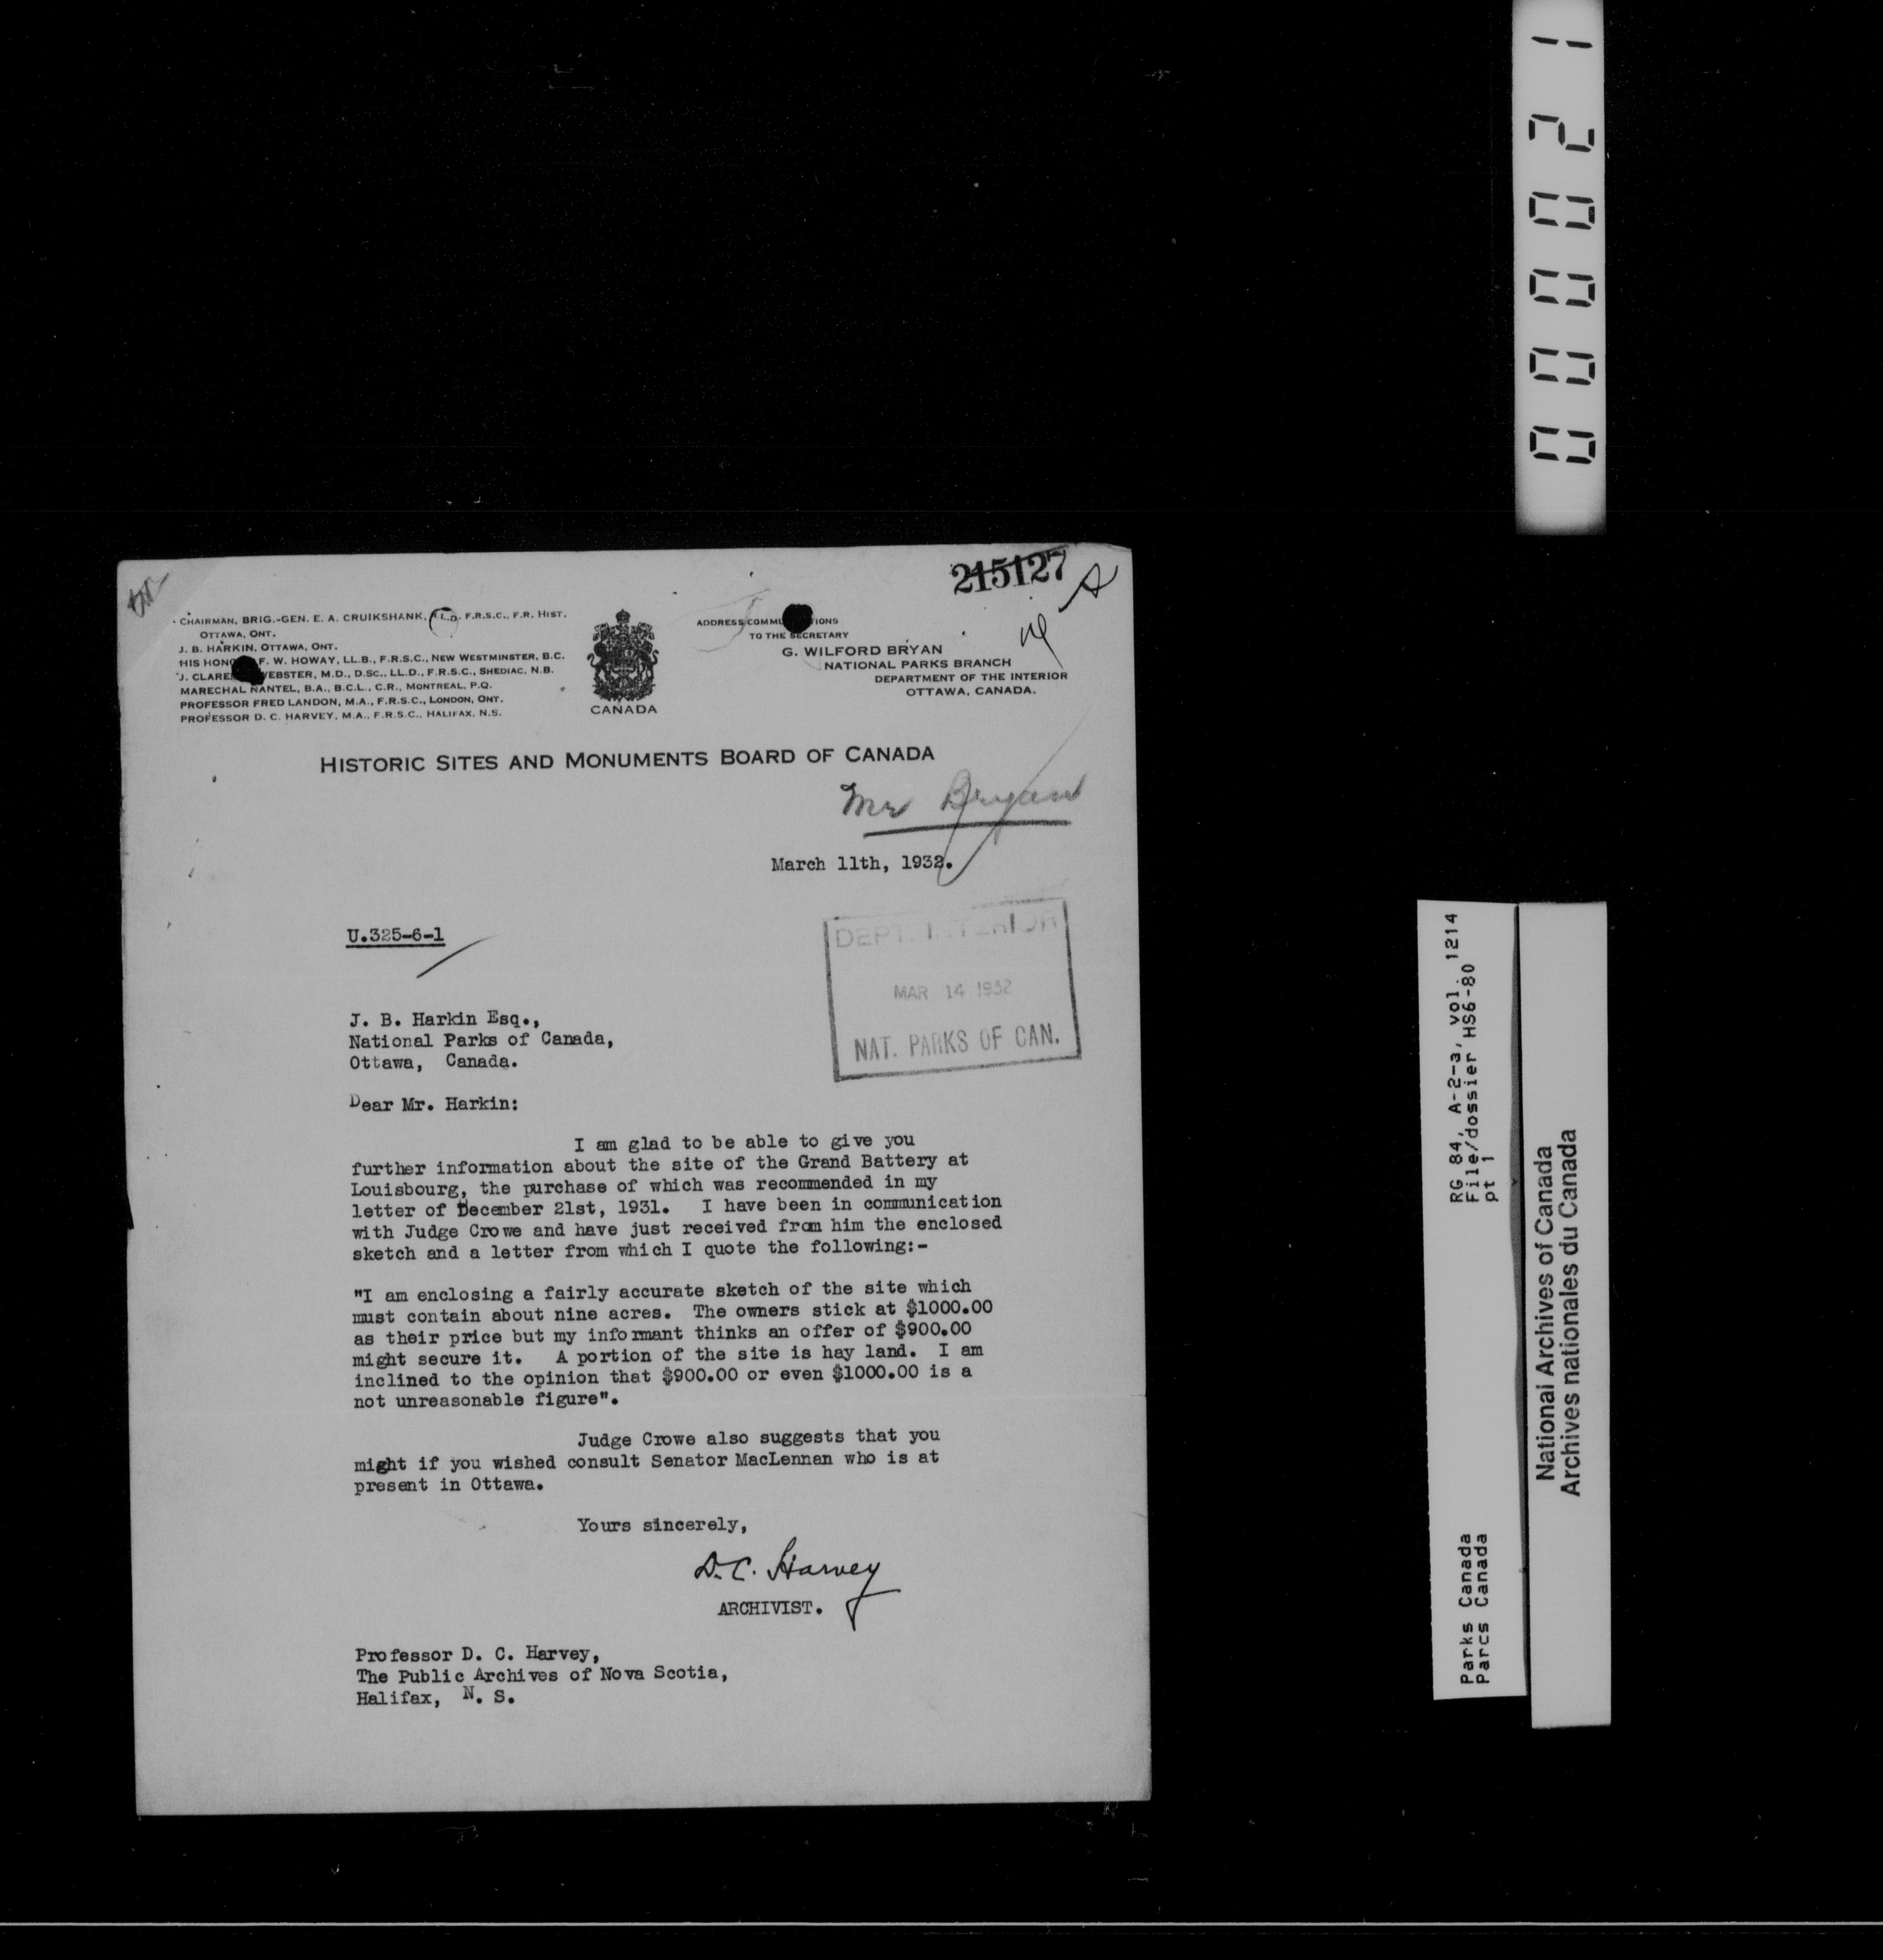 215127
CHAIRMAN, BRIG.-GEN. E. A. CRUIKSHANK, LL.D. F.R.S.C., F.R. HIST.
OTTAWA, ONT.
J. B. HARKIN, OTTAWA, ONT.
HIS F. W. HOWAY, LL.B., F.R.S.C., NEW WESTMINSTER, B.C.
J. WEBSTER, M.D., D.SC., LL.D., F.R.S.C., SHEDIAC, N.B.
MARECHAL NANTEL, B.A., B.C.L., C.R., MONTREAL, P.Q.
PROFESSOR FRED LANDON, M.A., F.R.S.C., LONDON, ONT.
PROFESSOR D. C. HARVEY, M.A., F.R.S.C., HALIFAX, N.S.
CANADA
ADDRESS
TO THE SECRETARY
G. WILFORD BRYAN
NATIONAL PARKS BRANCH
DEPARTMENT OF THE INTERIOR
OTTAWA, CANADA.
HISTORIC SITES AND MONUMENTS BOARD OF CANADA
Mr Bryan
March 11th, 1932.
U.325-6-1
DEPT. INTERIOR
MAR 14 1932
NAT. PARKS OF CAN.
J. B. Harkin Esq.,
National Parks of Canada,
Ottawa, Canada.
Dear Mr. Harkin:
I am glad to be able to give you
further information about the site of the Grand Battery at
Louisbourg, the purchase of which was recommended in my
letter of December 21st, 1931. I have been in communication
with Judge Crowe and have just received from him the enclosed
sketch and a letter from which I quote the following:-
"I am enclosing a fairly accurate sketch of the site which
must contain about nine acres. The owners stick at $1000.00
as their price but my informant thinks an offer of $900.00
might secure it. A portion of the site is hay land. I am
inclined to the opinion that $900.00 or even $1000.00 is a
not unreasonable figure".
Judge Crowe also suggests that you
might if you wished consult Senator MacLennan who is at
present in Ottawa.
Yours sincerely,
D.C. Harvey
ARCHIVIST.
Professor D. C. Harvey,
The Public Archives of Nova Scotia,
Halifax, N. S.
000021
RG 84, A-2-a, vol. 1214
File/dossier HS6-80
pt 1
Parks Canada
Parcs Canada
National Archives of Canada
Archives nationales du Canada